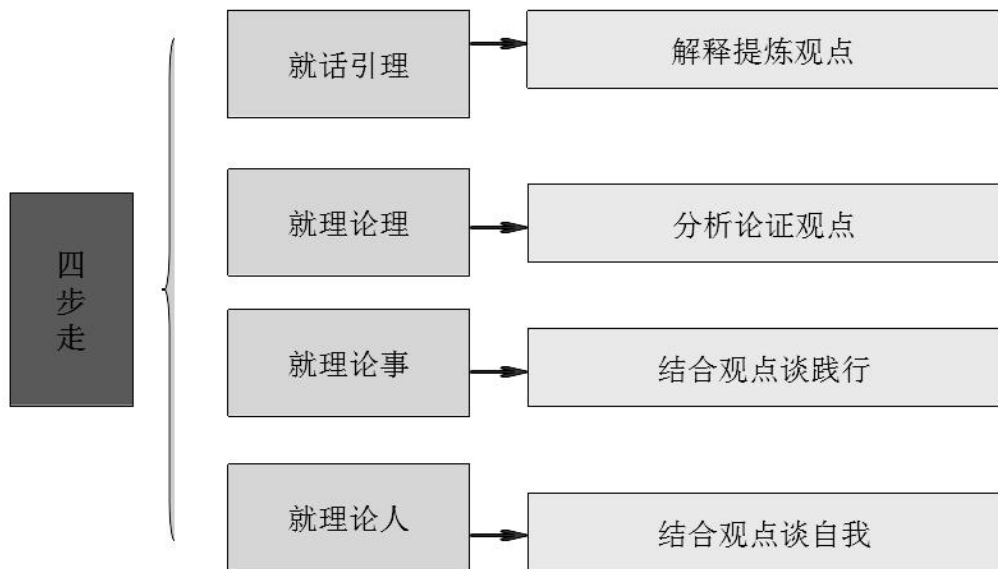 四步走
就话引理
解释提炼观点
就理论理
分析论证观点
就理论事
结合观点谈践行
就理论人
结合观点谈自我